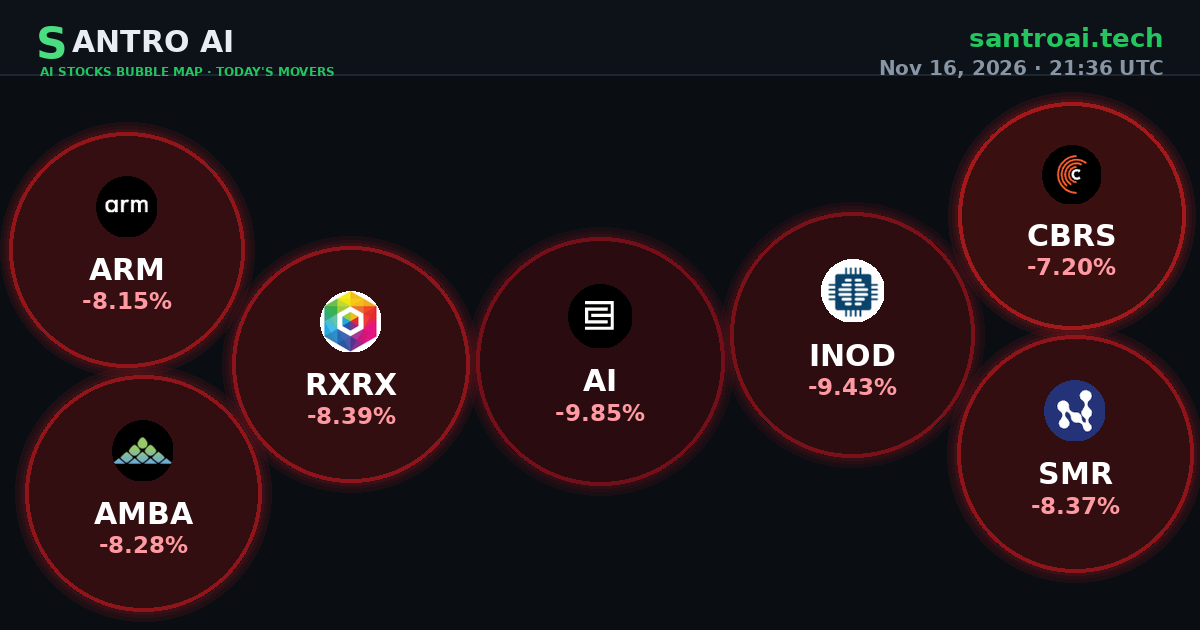 SANTRO AI
AI STOCKS BUBBLE MAP · TODAY'S MOVERS
santroai.tech
Nov 16, 2026 · 21:36 UTC
arm
ARM
-8.15%
AMBA
-8.28%
RXRX
-8.39%
AI
-9.85%
INOD
-9.43%
C
CBRS
-7.20%
SMR
-8.37%